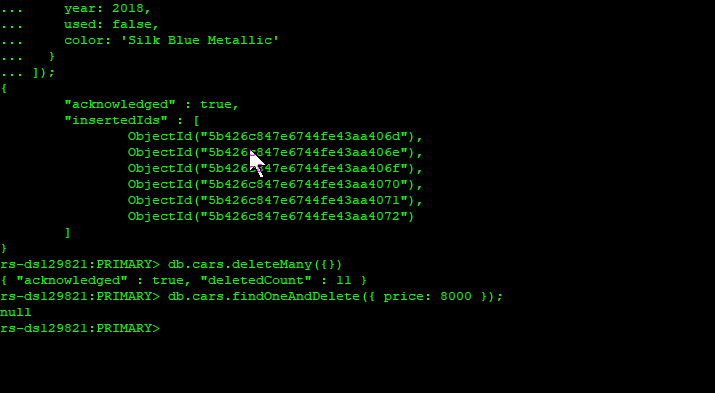 ...     year: 2018,
...     used: false,
...     color: 'Silk Blue Metallic'
...   }
... ]);
{
        "acknowledged" : true,
        "insertedIds" : [
                ObjectId("5b426c847e6744fe43aa406d"),
                ObjectId("5b426c847e6744fe43aa406e"),
                ObjectId("5b426c847e6744fe43aa406f"),
                ObjectId("5b426c847e6744fe43aa4070"),
                ObjectId("5b426c847e6744fe43aa4071"),
                ObjectId("5b426c847e6744fe43aa4072")
        ]
}
rs-ds129821:PRIMARY> db.cars.deleteMany({})
{ "acknowledged" : true, "deletedCount" : 11 }
rs-ds129821:PRIMARY> db.cars.findOneAndDelete({ price: 8000 });
null
rs-ds129821:PRIMARY>